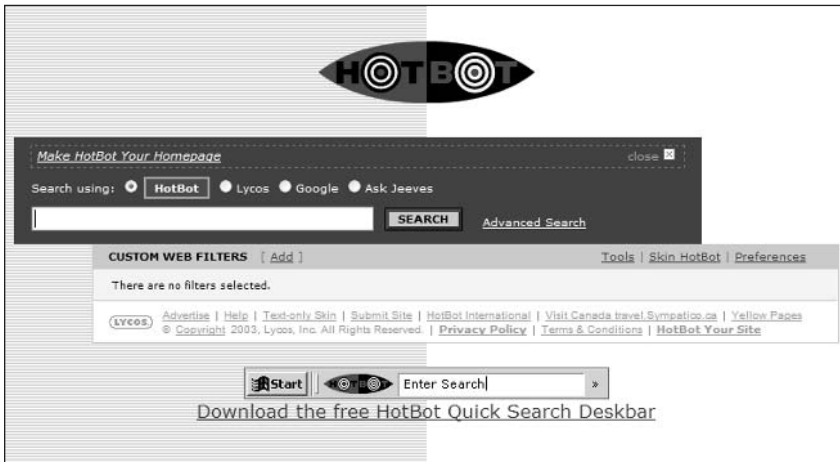 HOTBOT
Make HotBot Your Homepage close
Search using: HotBot Lycos Google Ask Jeeves
SEARCH Advanced Search
CUSTOM WEB FILTERS [ Add ] Tools | Skin HotBot | Preferences
There are no filters selected.
LYCOS Advertise | Help | Text-only Skin | Submit Site | HotBot International | Visit Canada travel.Sympatico.ca | Yellow Pages
© Copyright 2003, Lycos, Inc. All Rights Reserved. | Privacy Policy | Terms & Conditions | HotBot Your Site
Start HOTBOT Enter Search »
Download the free HotBot Quick Search Deskbar